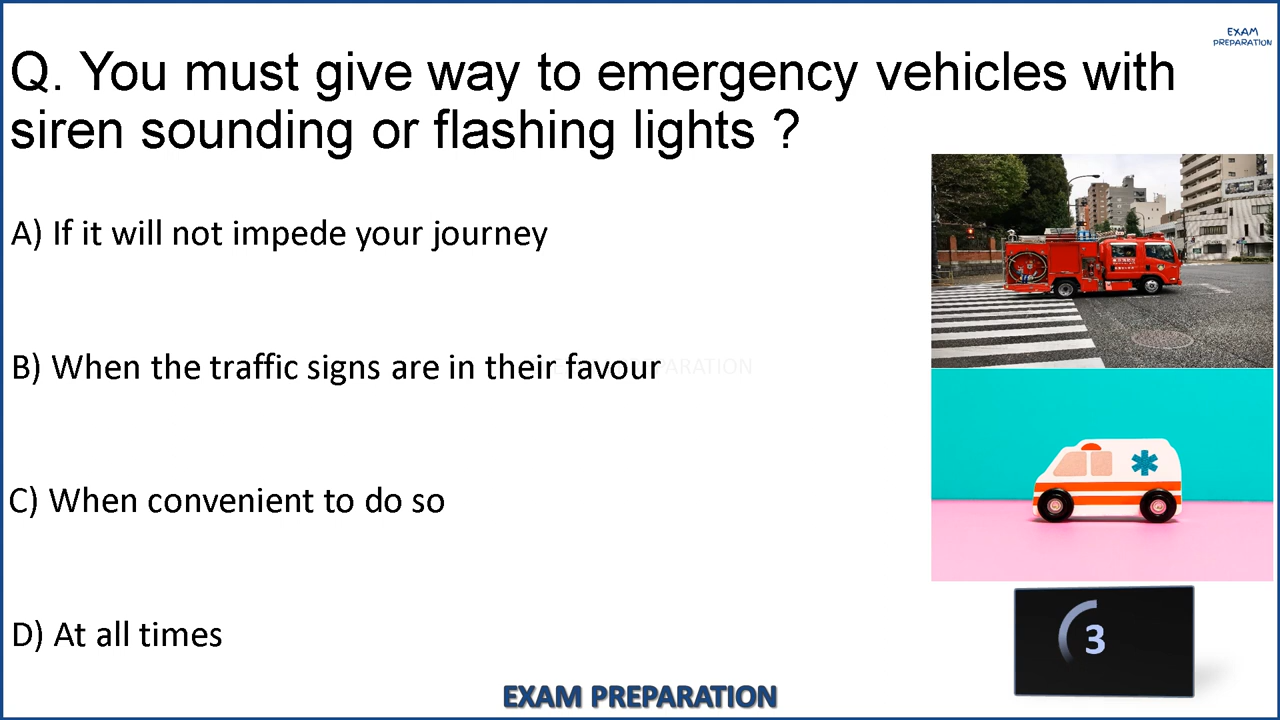 EXAM
PREPARATION
Q. You must give way to emergency vehicles with
siren sounding or flashing lights ?
A) If it will not impede your journey
B) When the traffic signs are in their favour
EXAM PREPARATION
C) When convenient to do so
D) At all times
3
EXAM PREPARATION